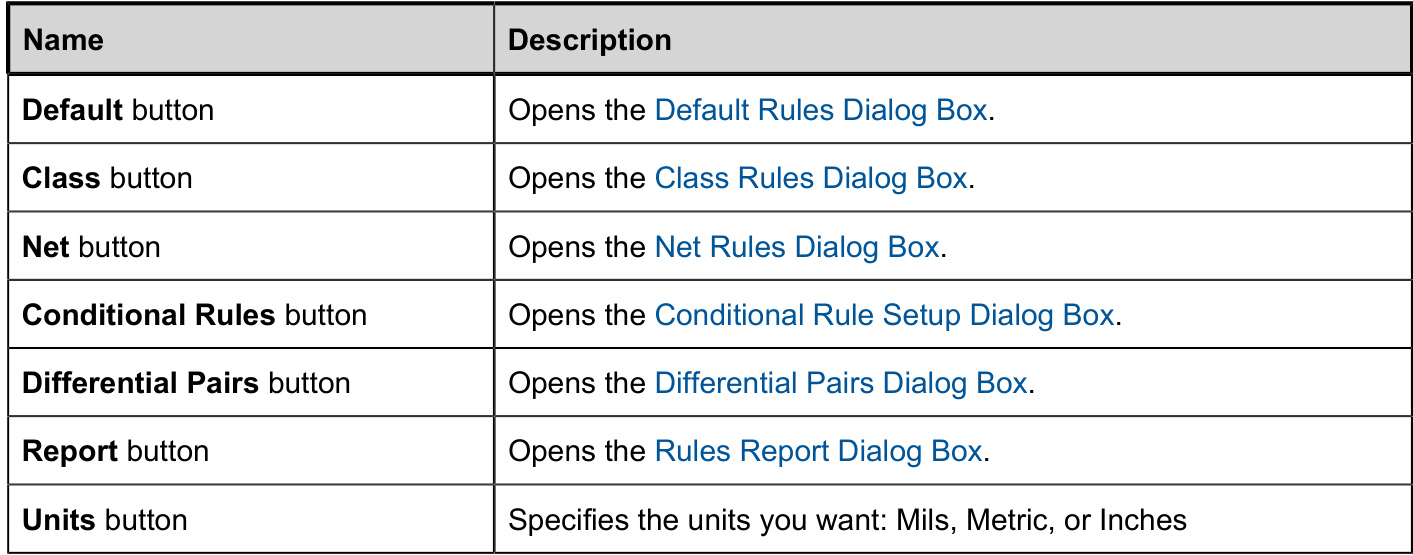 Name Description
Default button Opens the Default Rules Dialog Box.
Class button Opens the Class Rules Dialog Box.
Net button Opens the Net Rules Dialog Box.
Conditional Rules button Opens the Conditional Rule Setup Dialog Box.
Differential Pairs button Opens the Differential Pairs Dialog Box.
Report button Opens the Rules Report Dialog Box.
Units button Specifies the units you want: Mils, Metric, or Inches